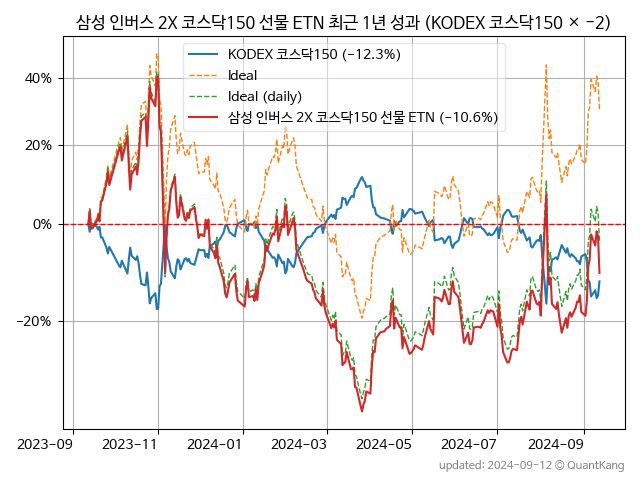 삼성 인버스 2X 코스닥150 선물 ETN 최근 1년 성과 (KODEX 코스닥150 × −2)
KODEX 코스닥150 (−12.3%)
Ideal
Ideal (daily)
삼성 인버스 2X 코스닥150 선물 ETN (−10.6%)
40%
20%
0%
−20%
2023-09
2023-11
2024-01
2024-03
2024-05
2024-07
2024-09
updated: 2024-09-12 © QuantKang